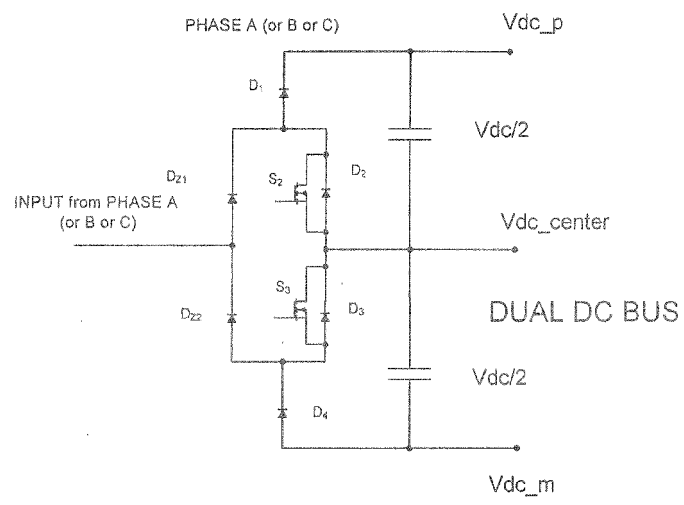 PHASE A (or B or C)
Vdc_p
D1
Vdc/2
DZ1
S2
D2
INPUT from PHASE A
(or B or C)
Vdc_center
S3
D3
DZ2
DUAL DC BUS
Vdc/2
D4
Vdc_m